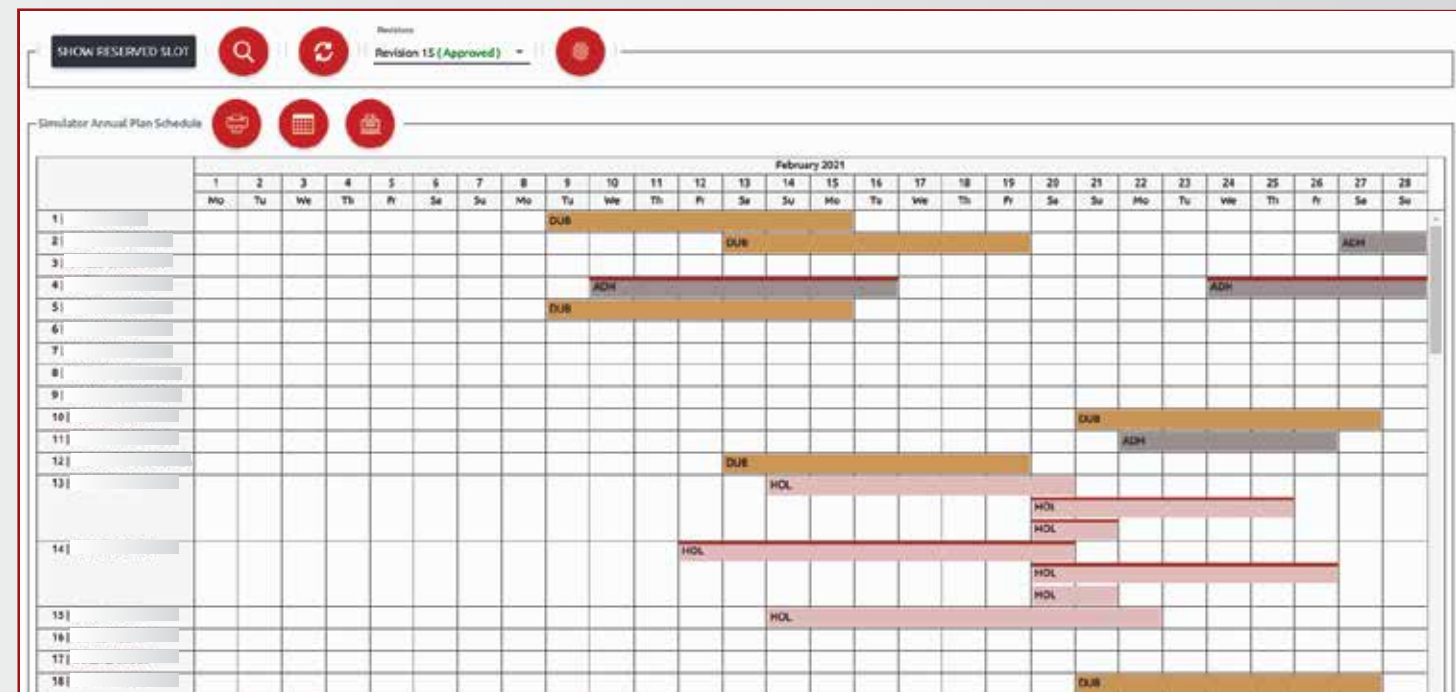 Revisions
SHOW RESERVED SLOT
Revision 15 (Approved)
Simulator Annual Plan Schedule
February 2021
1 2 3 4 5 6 7 8 9 10 11 12 13 14 15 16 17 18 19 20 21 22 23 24 25 26 27 28
Mo Tu We Th Fr Sa Su Mo Tu We Th Fr Sa Su Mo Tu We Th Fr Sa Su Mo Tu We Th Fr Sa Su
1| DUB
2| DUB ADH
3|
4| ADH ADH
5| DUB
6|
7|
8|
9|
10| DUB
11| ADH
12| DUB
13| HOL
HOL
HOL
14| HOL
HOL
HOL
15| HOL
16|
17|
18| DUB